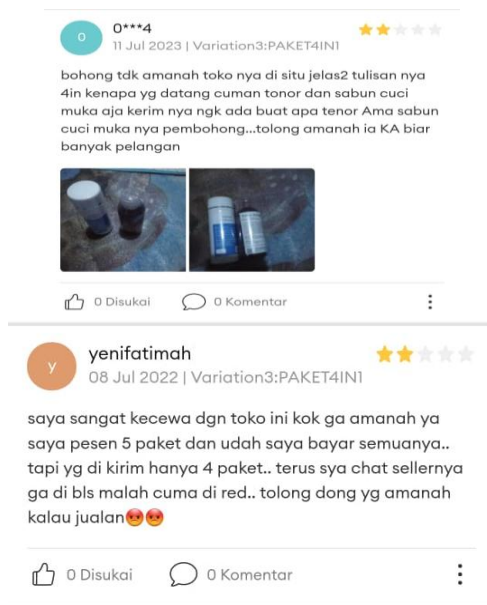 O
O***4
11 Jul 2023 | Variation3:PAKET4IN1
bohong tdk amanah toko nya di situ jelas2 tulisan nya
4in kenapa yg datang cuman tonor dan sabun cuci
muka aja kerim nya ngk ada buat apa tenor Ama sabun
cuci muka nya pembohong...tolong amanah ia KA biar
banyak pelangan
0 Disukai
0 Komentar
y
yenifatimah
08 Jul 2022 | Variation3:PAKET4IN1
saya sangat kecewa dgn toko ini kok ga amanah ya
saya pesen 5 paket dan udah saya bayar semuanya..
tapi yg di kirim hanya 4 paket.. terus sya chat sellernya
ga di bls malah cuma di red.. tolong dong yg amanah
kalau jualan😡😡
0 Disukai
0 Komentar